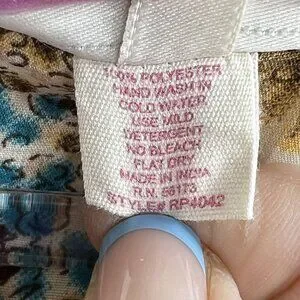 100% POLYESTER
HAND WASH IN
COLD WATER
USE MILD
DETERGENT
NO BLEACH
FLAT DRY
MADE IN INDIA
R.N. 56173
STYLE# RP4042